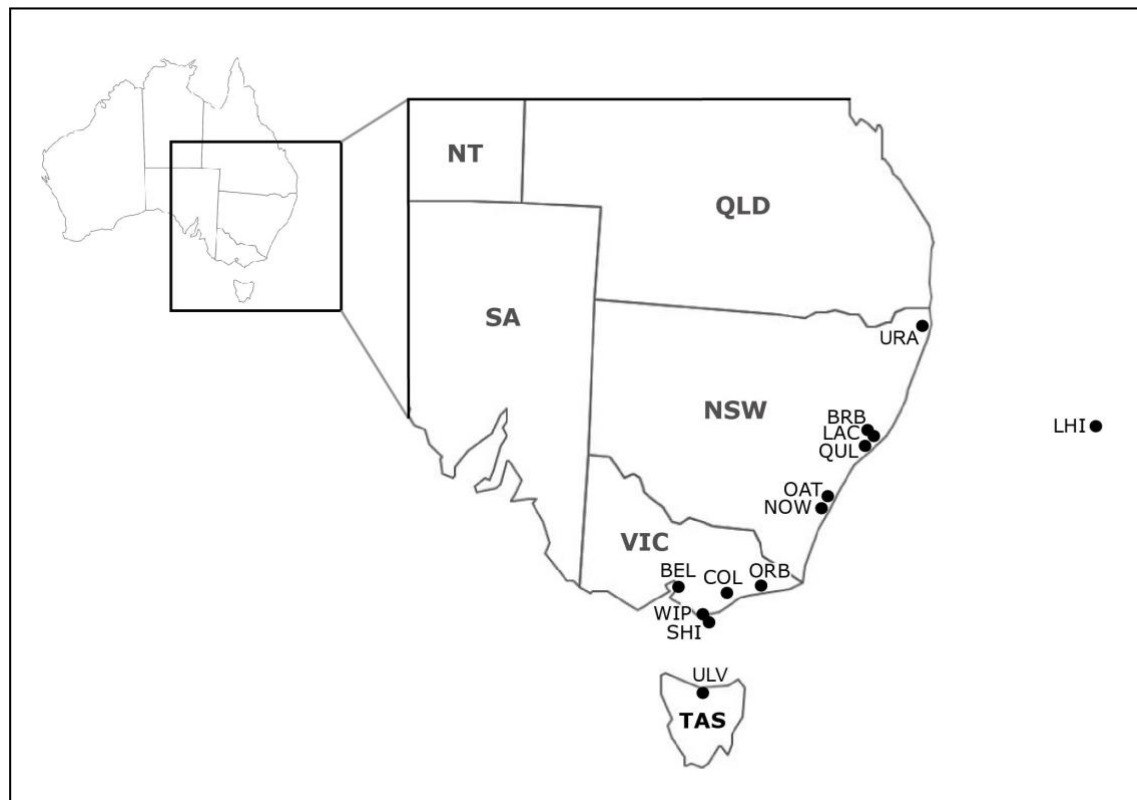 NT
QLD
SA
URA
NSW
BRB
LAC
QUL
LHI
OAT
NOW
VIC
BEL
COL
ORB
WIP
SHI
ULV
TAS